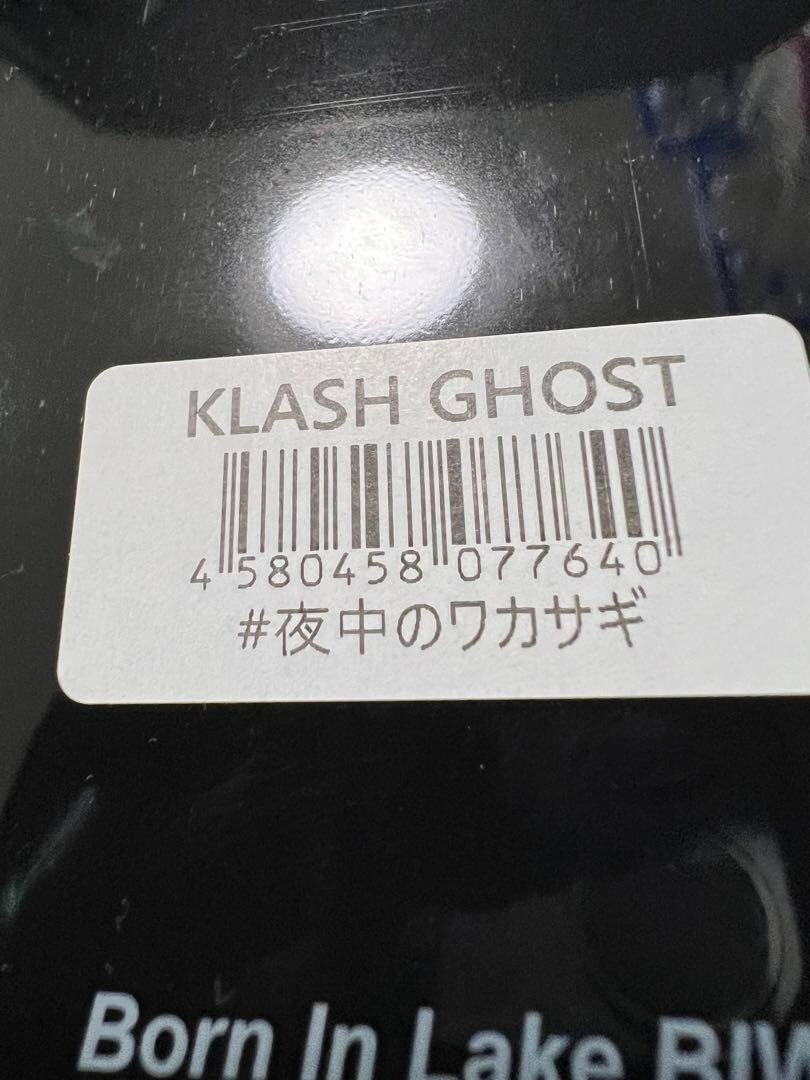 KLASH GHOST
4 580458 077640
#夜中のワカサギ
Born In Lake